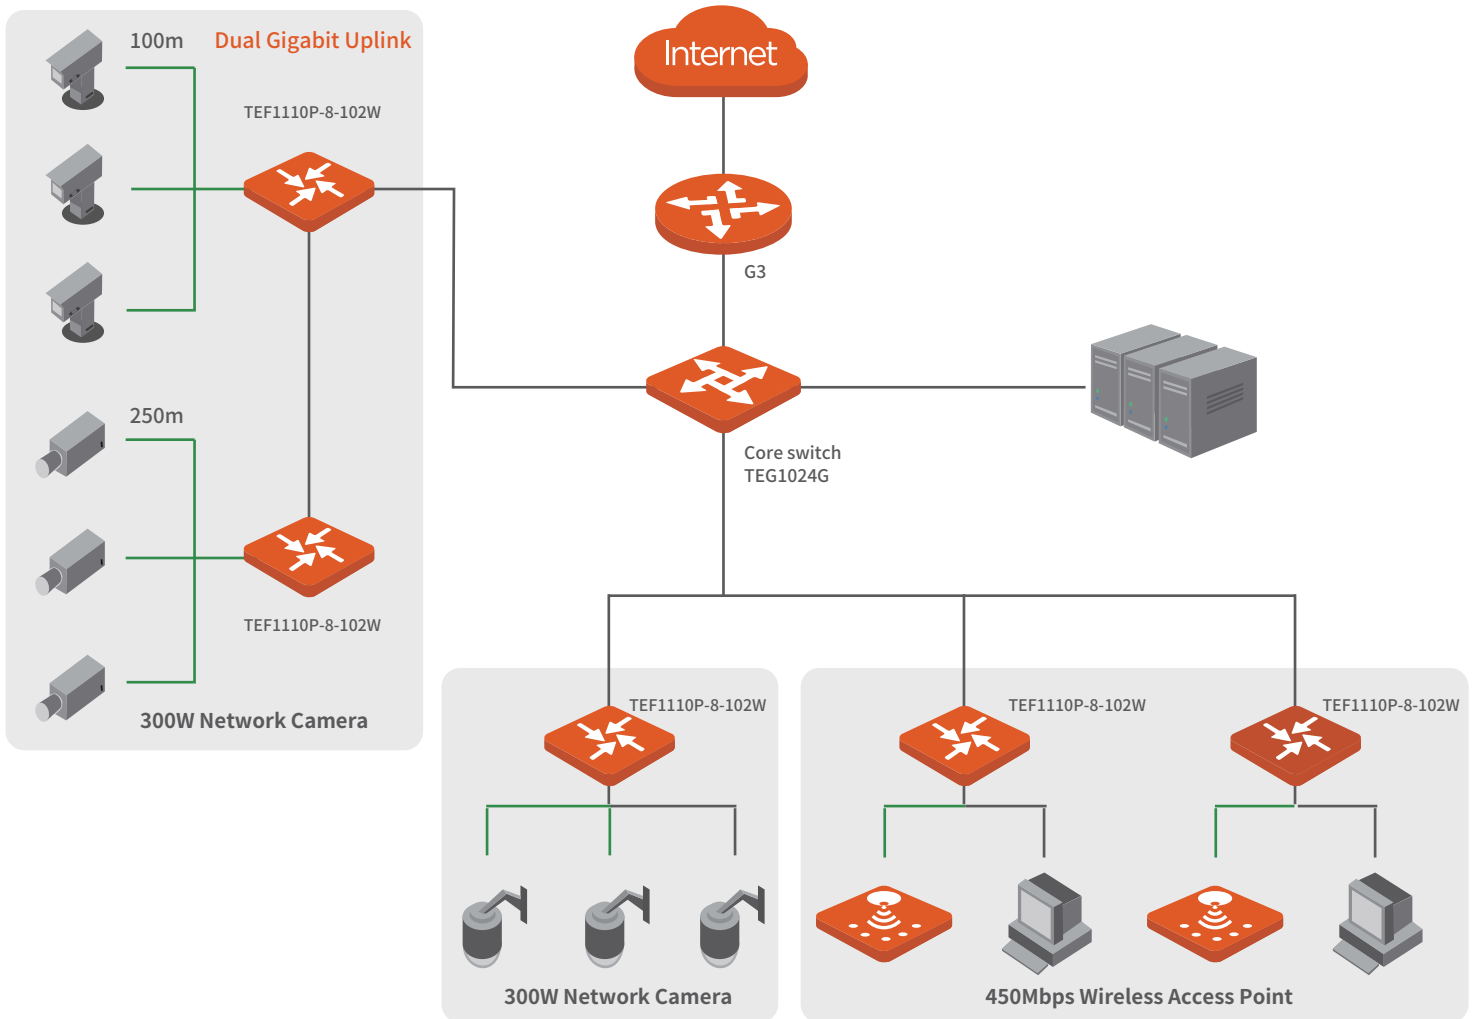 100m
Dual Gigabit Uplink
TEF1110P-8-102W
250m
TEF1110P-8-102W
300W Network Camera
Internet
G3
Core switch
TEG1024G
TEF1110P-8-102W
300W Network Camera
TEF1110P-8-102W
TEF1110P-8-102W
450Mbps Wireless Access Point